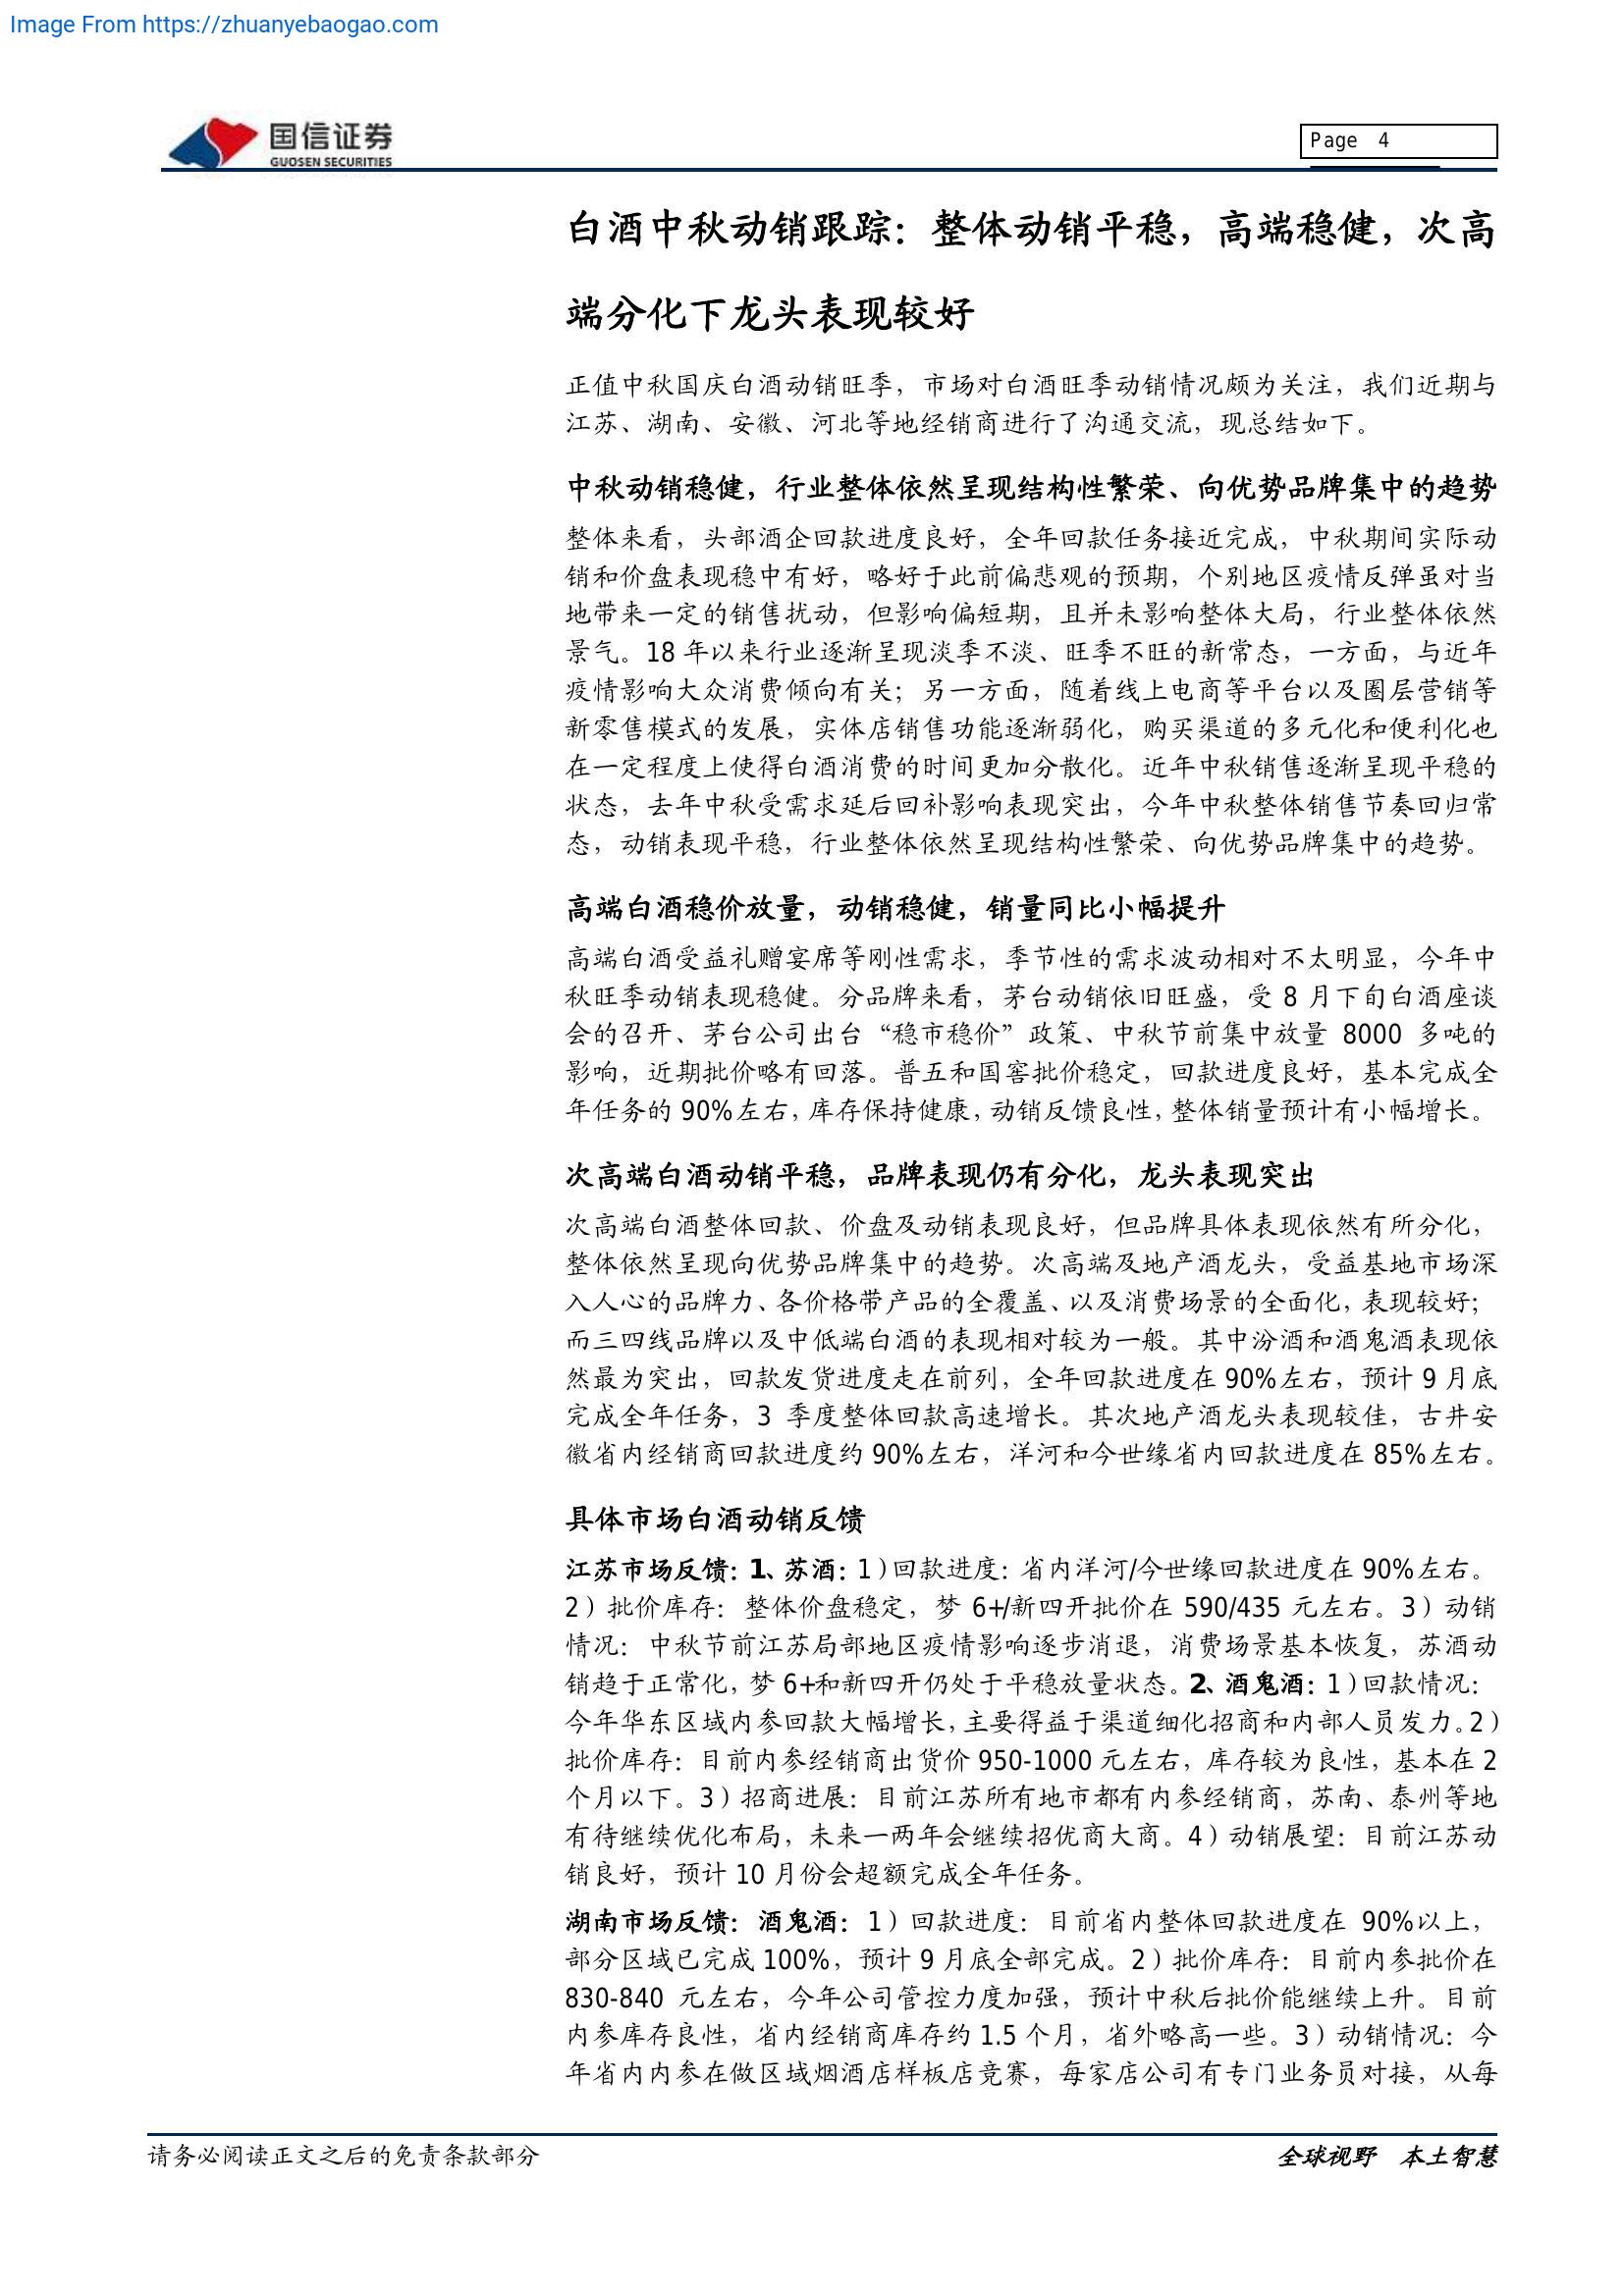 Image From https://zhuanyebaogao.com
国信证券
GUOSEN SECURITIES
Page 4
白酒中秋动销跟踪：整体动销平稳，高端稳健，次高
端分化下龙头表现较好
正值中秋国庆白酒动销旺季，市场对白酒旺季动销情况颇为关注，我们近期与
江苏、湖南、安徽、河北等地经销商进行了沟通交流，现总结如下。
中秋动销稳健，行业整体依然呈现结构性繁荣、向优势品牌集中的趋势
整体来看，头部酒企回款进度良好，全年回款任务接近完成，中秋期间实际动
销和价盘表现稳中有好，略好于此前偏悲观的预期，个别地区疫情反弹虽对当
地带来一定的销售扰动，但影响偏短期，且并未影响整体大局，行业整体依然
景气。18 年以来行业逐渐呈现淡季不淡、旺季不旺的新常态，一方面，与近年
疫情影响大众消费倾向有关；另一方面，随着线上电商等平台以及圈层营销等
新零售模式的发展，实体店销售功能逐渐弱化，购买渠道的多元化和便利化也
在一定程度上使得白酒消费的时间更加分散化。近年中秋销售逐渐呈现平稳的
状态，去年中秋受需求延后回补影响表现突出，今年中秋整体销售节奏回归常
态，动销表现平稳，行业整体依然呈现结构性繁荣、向优势品牌集中的趋势。
高端白酒稳价放量，动销稳健，销量同比小幅提升
高端白酒受益礼赠宴席等刚性需求，季节性的需求波动相对不太明显，今年中
秋旺季动销表现稳健。分品牌来看，茅台动销依旧旺盛，受 8 月下旬白酒座谈
会的召开、茅台公司出台“稳市稳价”政策、中秋节前集中放量 8000 多吨的
影响，近期批价略有回落。普五和国窖批价稳定，回款进度良好，基本完成全
年任务的 90%左右，库存保持健康，动销反馈良性，整体销量预计有小幅增长。
次高端白酒动销平稳，品牌表现仍有分化，龙头表现突出
次高端白酒整体回款、价盘及动销表现良好，但品牌具体表现依然有所分化，
整体依然呈现向优势品牌集中的趋势。次高端及地产酒龙头，受益基地市场深
入人心的品牌力、各价格带产品的全覆盖、以及消费场景的全面化，表现较好；
而三四线品牌以及中低端白酒的表现相对较为一般。其中汾酒和酒鬼酒表现依
然最为突出，回款发货进度走在前列，全年回款进度在 90%左右，预计 9 月底
完成全年任务，3 季度整体回款高速增长。其次地产酒龙头表现较佳，古井安
徽省内经销商回款进度约 90%左右，洋河和今世缘省内回款进度在 85%左右。
具体市场白酒动销反馈
江苏市场反馈：1、苏酒：1）回款进度：省内洋河/今世缘回款进度在 90%左右。
2）批价库存：整体价盘稳定，梦 6+/新四开批价在 590/435 元左右。3）动销
情况：中秋节前江苏局部地区疫情影响逐步消退，消费场景基本恢复，苏酒动
销趋于正常化，梦 6+和新四开仍处于平稳放量状态。2、酒鬼酒：1）回款情况：
今年华东区域内参回款大幅增长，主要得益于渠道细化招商和内部人员发力。2）
批价库存：目前内参经销商出货价 950-1000 元左右，库存较为良性，基本在 2
个月以下。3）招商进展：目前江苏所有地市都有内参经销商，苏南、泰州等地
有待继续优化布局，未来一两年会继续招优商大商。4）动销展望：目前江苏动
销良好，预计 10 月份会超额完成全年任务。
湖南市场反馈：酒鬼酒：1）回款进度：目前省内整体回款进度在 90%以上，
部分区域已完成 100%，预计 9 月底全部完成。2）批价库存：目前内参批价在
830-840 元左右，今年公司管控力度加强，预计中秋后批价能继续上升。目前
内参库存良性，省内经销商库存约 1.5 个月，省外略高一些。3）动销情况：今
年省内内参在做区域烟酒店样板店竞赛，每家店公司有专门业务员对接，从每
请务必阅读正文之后的免责条款部分
全球视野 本土智慧